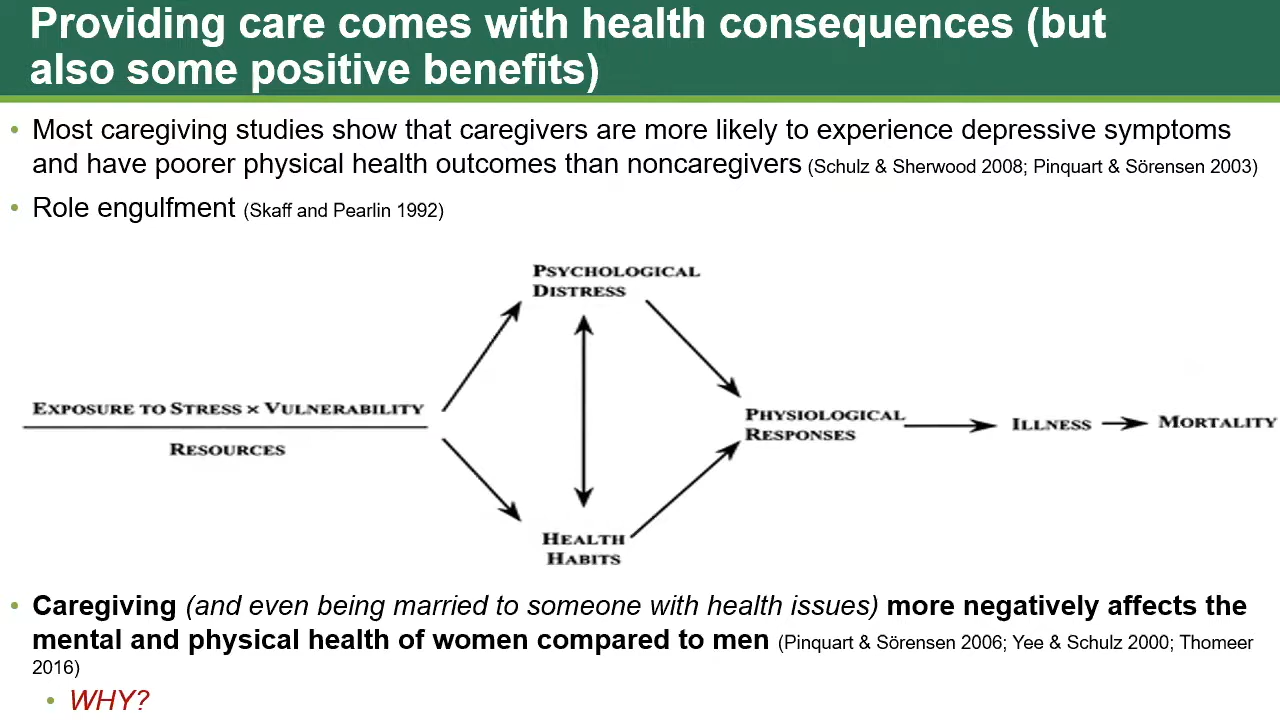 Providing care comes with health consequences (but
also some positive benefits)
• Most caregiving studies show that caregivers are more likely to experience depressive symptoms
and have poorer physical health outcomes than noncaregivers (Schulz & Sherwood 2008; Pinquart & Sörensen 2003)
• Role engulfment (Skaff and Pearlin 1992)
PSYCHOLOGICAL
DISTRESS
EXPOSURE TO STRESS × VULNERABILITY
RESOURCES
PHYSIOLOGICAL
RESPONSES
ILLNESS
MORTALITY
HEALTH
HABITS
• Caregiving (and even being married to someone with health issues) more negatively affects the
mental and physical health of women compared to men (Pinquart & Sörensen 2006; Yee & Schulz 2000; Thomeer
2016)
• WHY?